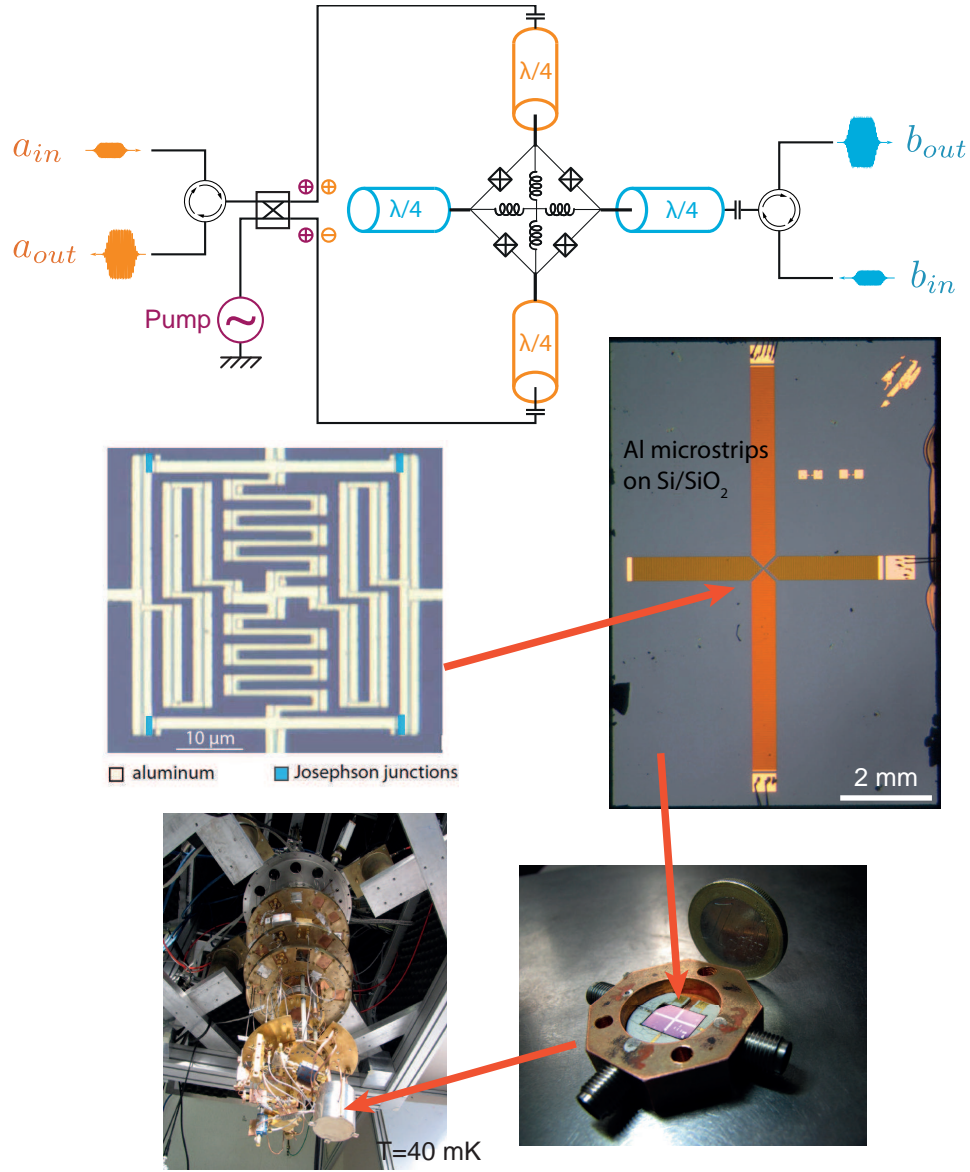 λ/4
a_in
b_out
⊕ ⊕
λ/4
λ/4
a_out
⊕ ⊖
b_in
Pump
~
λ/4
Al microstrips
on Si/SiO₂
10 µm
aluminum
Josephson junctions
2 mm
T=40 mK